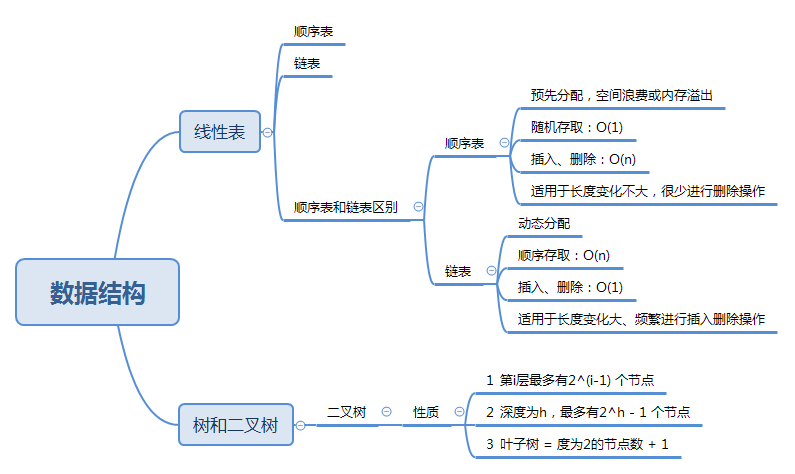 数据结构
线性表
顺序表
链表
顺序表和链表区别
顺序表
预先分配，空间浪费或内存溢出
随机存取：O(1)
插入、删除：O(n)
适用于长度变化不大，很少进行删除操作
链表
动态分配
顺序存取：O(n)
插入、删除：O(1)
适用于长度变化大、频繁进行插入删除操作
树和二叉树
二叉树
性质
1 第i层最多有2^(i-1) 个节点
2 深度为h，最多有2^h - 1 个节点
3 叶子树 = 度为2的节点数 + 1